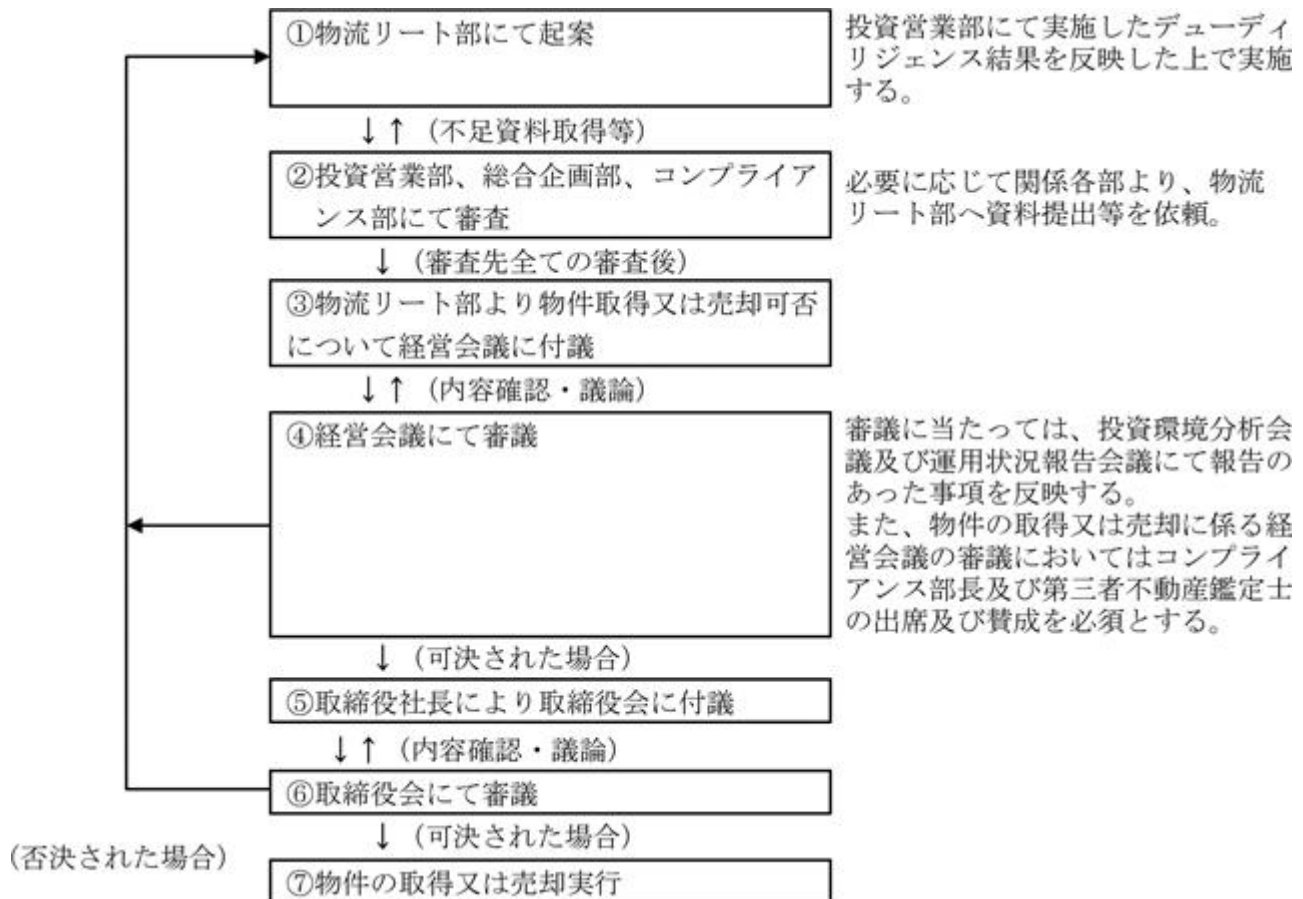 ①物流リート部にて起案
投資営業部にて実施したデューディ
リジェンス結果を反映した上で実施
する。
↓↑（不足資料取得等）
②投資営業部、総合企画部、コンプライア
ンス部にて審査
必要に応じて関係各部より、物流
リート部へ資料提出等を依頼。
↓（審査先全ての審査後）
③物流リート部より物件取得又は売却可否
について経営会議に付議
↓↑（内容確認・議論）
④経営会議にて審議
審議に当たっては、投資環境分析会
議及び運用状況報告会議にて報告の
あった事項を反映する。
また、物件の取得又は売却に係る経
営会議の審議においてはコンプライ
アンス部長及び第三者不動産鑑定士
の出席及び賛成を必須とする。
↓（可決された場合）
⑤取締役社長により取締役会に付議
↓↑（内容確認・議論）
⑥取締役会にて審議
↓（可決された場合）
（否決された場合）
⑦物件の取得又は売却実行